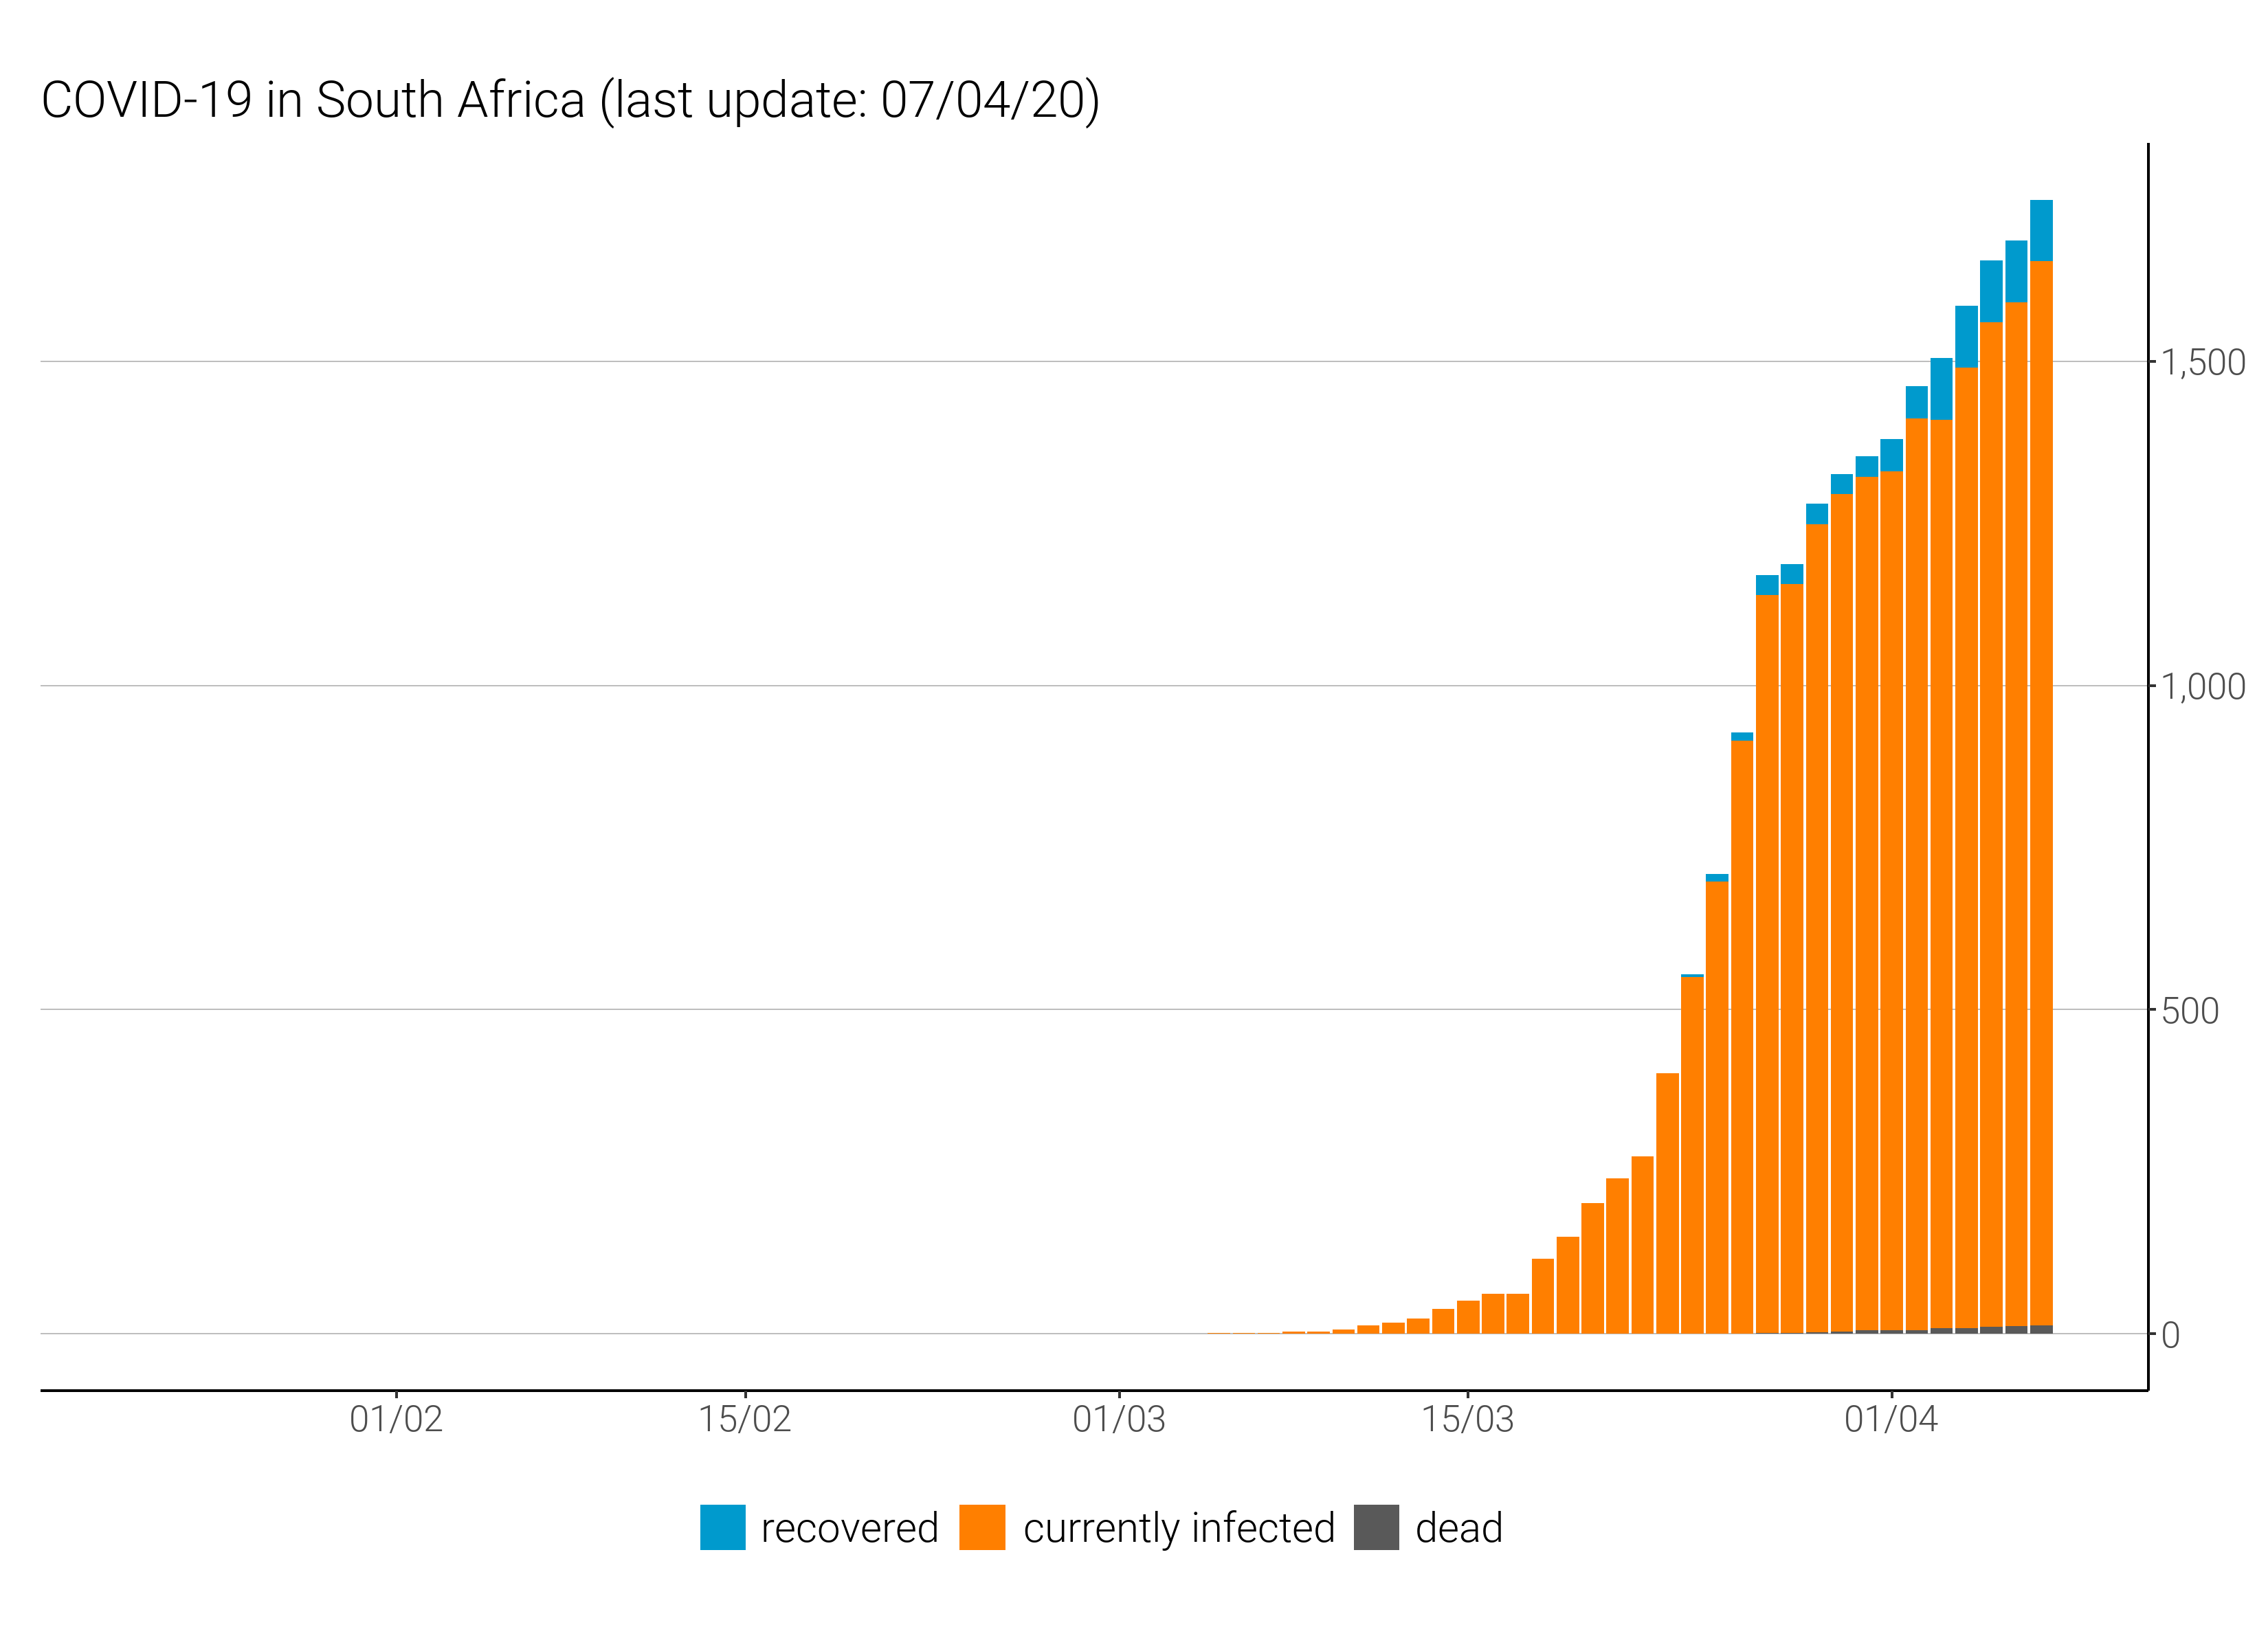 COVID-19 in South Africa (last update: 07/04/20)
1,500
1,000
500
0
01/02 15/02 01/03 15/03 01/04
recovered currently infected dead